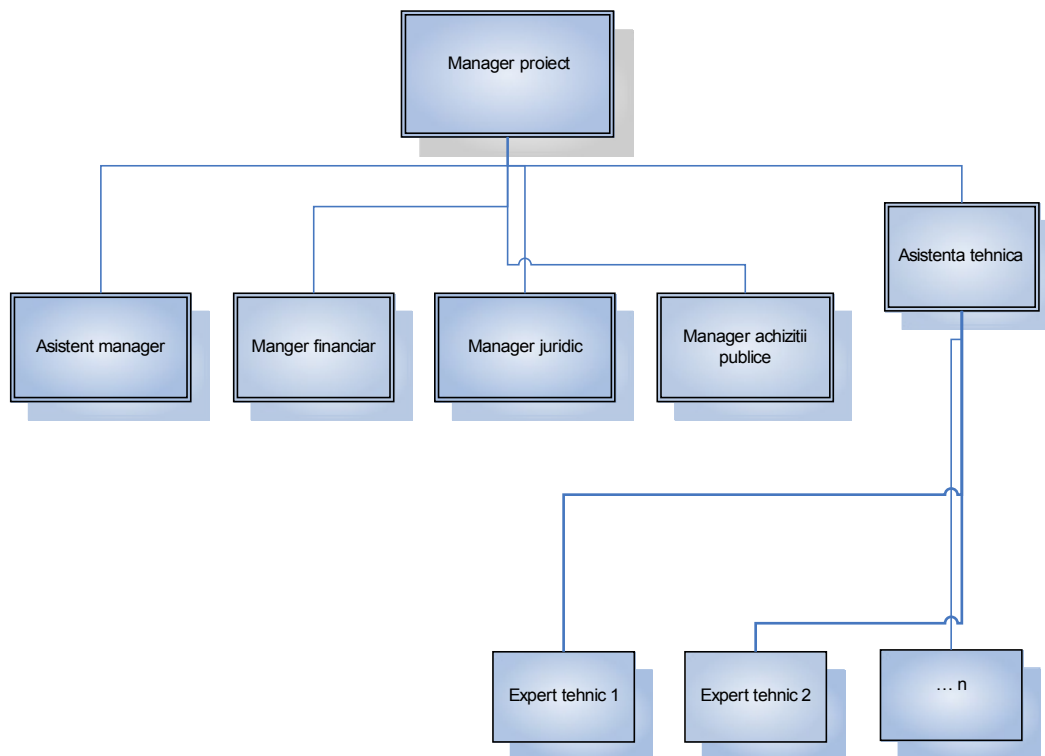 Manager proiect
Asistenta tehnica
Asistent manager
Manger financiar
Manager juridic
Manager achizitii
publice
Expert tehnic 1
Expert tehnic 2
... n